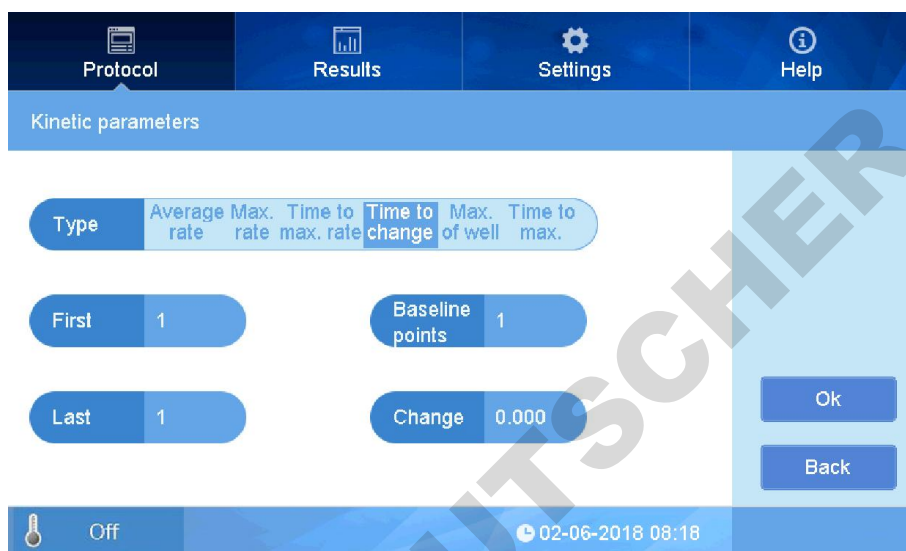 Protocol Results Settings Help
Kinetic parameters
Type Average rate Max. rate Time to max. rate Time to change Max. of well Time to max.
First 1 Baseline points 1
Last 1 Change 0.000
Ok
Back
Off 02-06-2018 08:18
UTSCHER